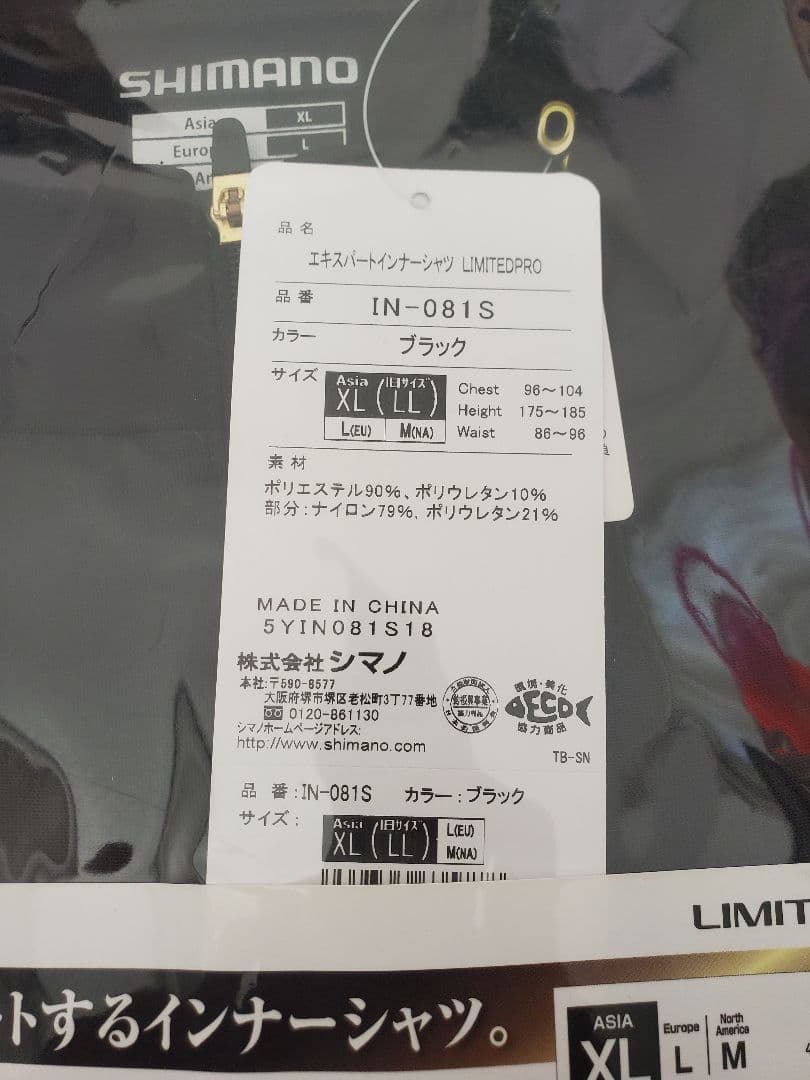 SHIMANO
Asia XL
Euro L
品名
エキスパートインナーシャツ LIMITEDPRO
品番 IN-081S
カラー ブラック
サイズ Asia XL (旧サイズ LL) L(EU) M(NA)
Chest 96～104
Height 175～185
Waist 86～96
素材
ポリエステル90%、ポリウレタン10%
部分：ナイロン79%、ポリウレタン21%
MADE IN CHINA
5YIN081S18
株式会社シマノ
本社:〒590-8577
大阪府堺市堺区老松町3丁77番地
0120-861130
シマノホームページアドレス:
http://www.shimano.com
環境・美化
ECO
協力商品
TB-SN
品番:IN-081S カラー:ブラック
サイズ: Asia XL (旧サイズ LL) L(EU) M(NA)
LIMIT
トするインナーシャツ。
ASIA XL Europe L North America M